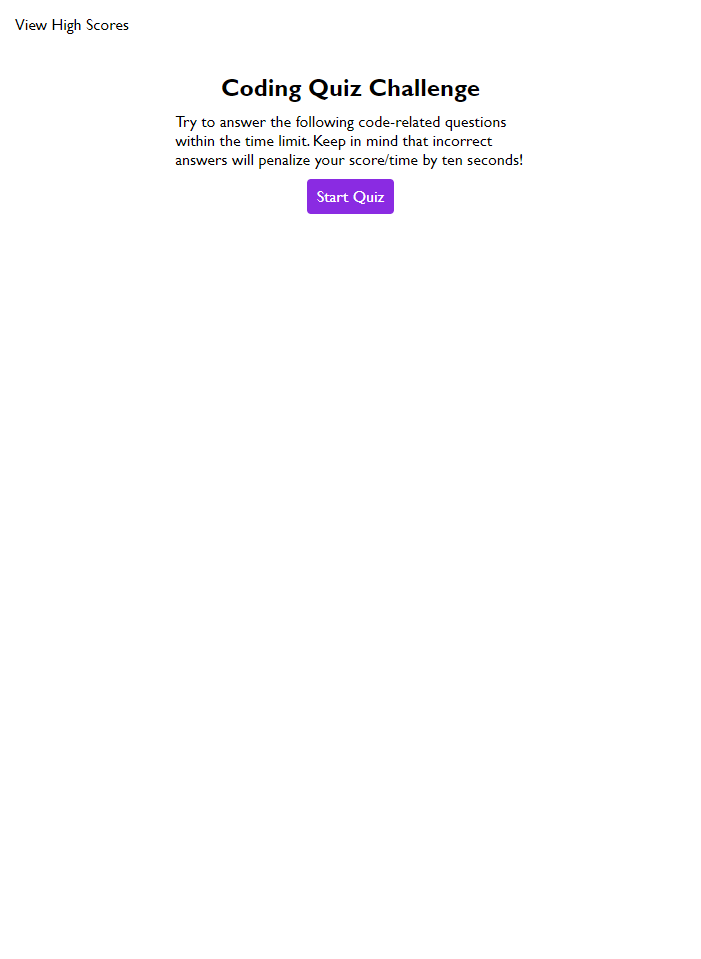 View High Scores
Coding Quiz Challenge
Try to answer the following code-related questions
within the time limit. Keep in mind that incorrect
answers will penalize your score/time by ten seconds!
Start Quiz